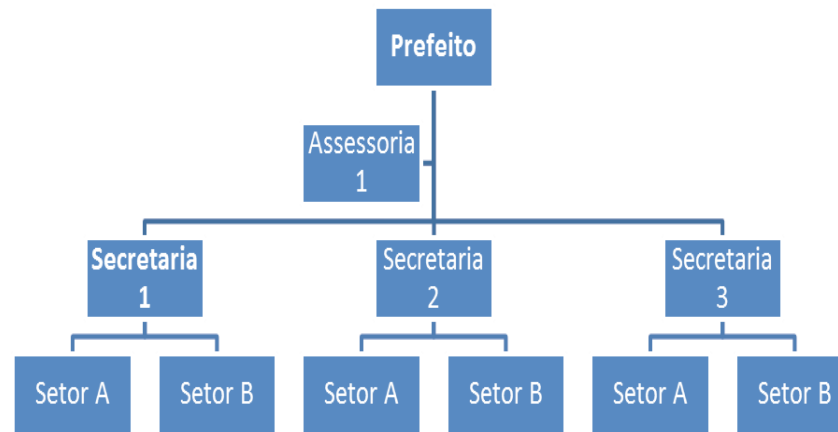 Prefeito
Assessoria
1
Secretaria
1
Secretaria
2
Secretaria
3
Setor A
Setor B
Setor A
Setor B
Setor A
Setor B